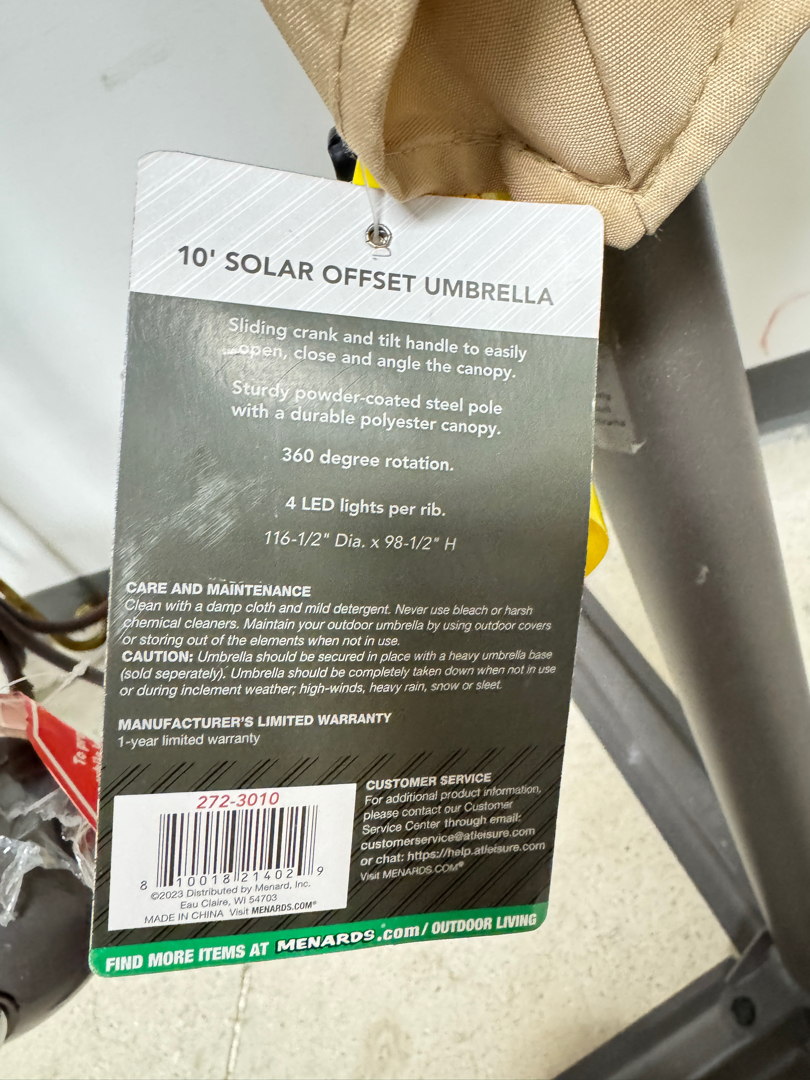 10' SOLAR OFFSET UMBRELLA
Sliding crank and tilt handle to easily
open, close and angle the canopy.
Sturdy powder-coated steel pole
with a durable polyester canopy.
360 degree rotation.
4 LED lights per rib.
116-1/2" Dia. x 98-1/2" H
CARE AND MAINTENANCE
Clean with a damp cloth and mild detergent. Never use bleach or harsh
chemical cleaners. Maintain your outdoor umbrella by using outdoor covers
or storing out of the elements when not in use.
CAUTION: Umbrella should be secured in place with a heavy umbrella base
(sold seperately). Umbrella should be completely taken down when not in use
or during inclement weather; high-winds, heavy rain, snow or sleet.
MANUFACTURER'S LIMITED WARRANTY
1-year limited warranty
272-3010
8 10018 21402 9
©2023 Distributed by Menard, Inc.
Eau Claire, WI 54703
MADE IN CHINA Visit MENARDS.COM®
CUSTOMER SERVICE
For additional product information,
please contact our Customer
Service Center through email:
customerservice@atleisure.com
or chat: https://help.atleisure.com
Visit MENARDS.COM®
FIND MORE ITEMS AT MENARDS.com/OUTDOOR LIVING